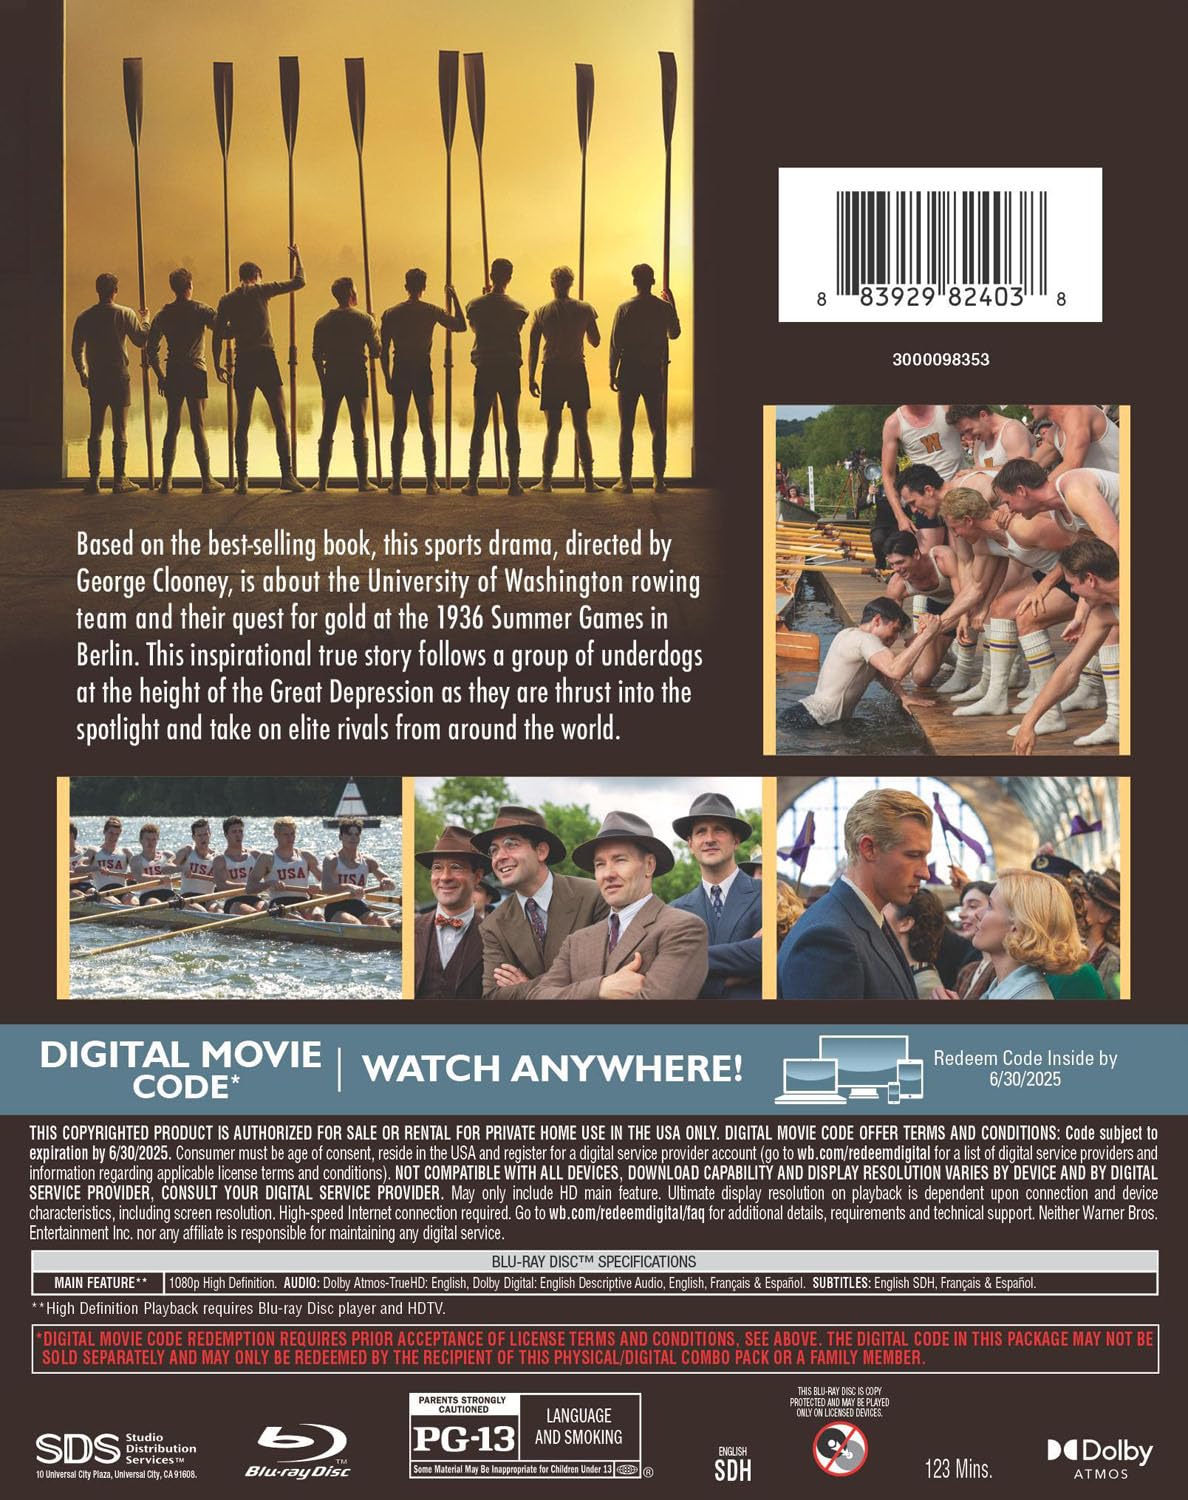 8 83929 82403 8
3000098353
W
Based on the best-selling book, this sports drama, directed by
George Clooney, is about the University of Washington rowing
team and their quest for gold at the 1936 Summer Games in
Berlin. This inspirational true story follows a group of underdogs
at the height of the Great Depression as they are thrust into the
spotlight and take on elite rivals from around the world.
USA USA USA USA USA USA
DIGITAL MOVIE
CODE*
WATCH ANYWHERE!
Redeem Code Inside by
6/30/2025
THIS COPYRIGHTED PRODUCT IS AUTHORIZED FOR SALE OR RENTAL FOR PRIVATE HOME USE IN THE USA ONLY. DIGITAL MOVIE CODE OFFER TERMS AND CONDITIONS: Code subject to
expiration by 6/30/2025. Consumer must be age of consent, reside in the USA and register for a digital service provider account (go to wb.com/redeemdigital for a list of digital service providers and
information regarding applicable license terms and conditions). NOT COMPATIBLE WITH ALL DEVICES, DOWNLOAD CAPABILITY AND DISPLAY RESOLUTION VARIES BY DEVICE AND BY DIGITAL
SERVICE PROVIDER, CONSULT YOUR DIGITAL SERVICE PROVIDER. May only include HD main feature. Ultimate display resolution on playback is dependent upon connection and device
characteristics, including screen resolution. High-speed Internet connection required. Go to wb.com/redeemdigital/faq for additional details, requirements and technical support. Neither Warner Bros.
Entertainment Inc. nor any affiliate is responsible for maintaining any digital service.
BLU-RAY DISC™ SPECIFICATIONS
MAIN FEATURE** 1080p High Definition. AUDIO: Dolby Atmos-TrueHD: English, Dolby Digital: English Descriptive Audio, English, Français & Español. SUBTITLES: English SDH, Français & Español.
**High Definition Playback requires Blu-ray Disc player and HDTV.
*DIGITAL MOVIE CODE REDEMPTION REQUIRES PRIOR ACCEPTANCE OF LICENSE TERMS AND CONDITIONS, SEE ABOVE. THE DIGITAL CODE IN THIS PACKAGE MAY NOT BE
SOLD SEPARATELY AND MAY ONLY BE REDEEMED BY THE RECIPIENT OF THIS PHYSICAL/DIGITAL COMBO PACK OR A FAMILY MEMBER.
SDS Studio
Distribution
Services™
10 Universal City Plaza, Universal City, CA 91608.
Blu-ray Disc™
PARENTS STRONGLY
CAUTIONED
PG-13
LANGUAGE
AND SMOKING
Some Material May Be Inappropriate for Children Under 13 ®
ENGLISH
SDH
THIS BLU-RAY DISC IS COPY
PROTECTED AND MAY BE PLAYED
ONLY ON LICENSED DEVICES.
123 Mins.
Dolby
ATMOS